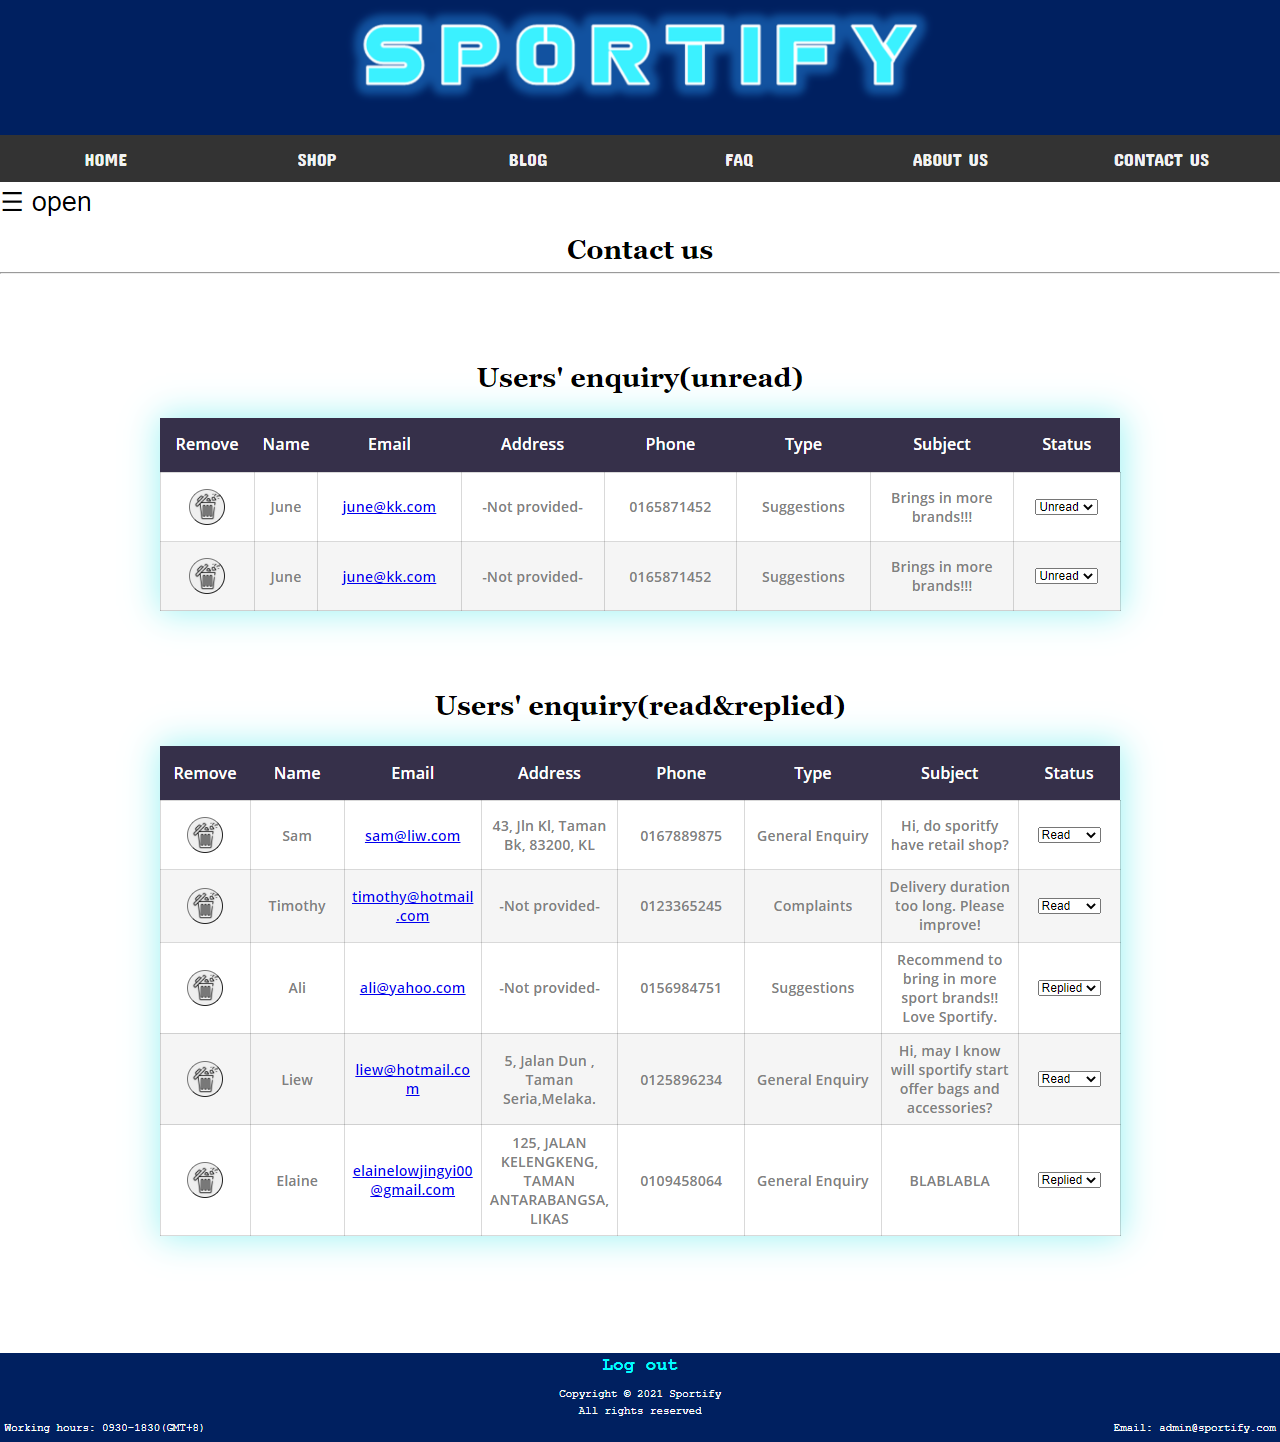 SPORTIFY
HOME SHOP BLOG FAQ ABOUT US CONTACT US
☰ open
Contact us
Users' enquiry(unread)
Remove Name Email Address Phone Type Subject Status
June june@kk.com -Not provided- 0165871452 Suggestions Brings in more brands!!! Unread
June june@kk.com -Not provided- 0165871452 Suggestions Brings in more brands!!! Unread
Users' enquiry(read&replied)
Remove Name Email Address Phone Type Subject Status
Sam sam@liw.com 43, Jln Kl, Taman Bk, 83200, KL 0167889875 General Enquiry Hi, do sporitfy have retail shop? Read
Timothy timothy@hotmail.com -Not provided- 0123365245 Complaints Delivery duration too long. Please improve! Read
Ali ali@yahoo.com -Not provided- 0156984751 Suggestions Recommend to bring in more sport brands!! Love Sportify. Replied
Liew liew@hotmail.com 5, Jalan Dun , Taman Seria,Melaka. 0125896234 General Enquiry Hi, may I know will sportify start offer bags and accessories? Read
Elaine elainelowjingyi00@gmail.com 125, JALAN KELENGKENG, TAMAN ANTARABANGSA, LIKAS 0109458064 General Enquiry BLABLABLA Replied
Log out
Copyright © 2021 Sportify
All rights reserved
Working hours: 0930-1830(GMT+8) Email: admin@sportify.com